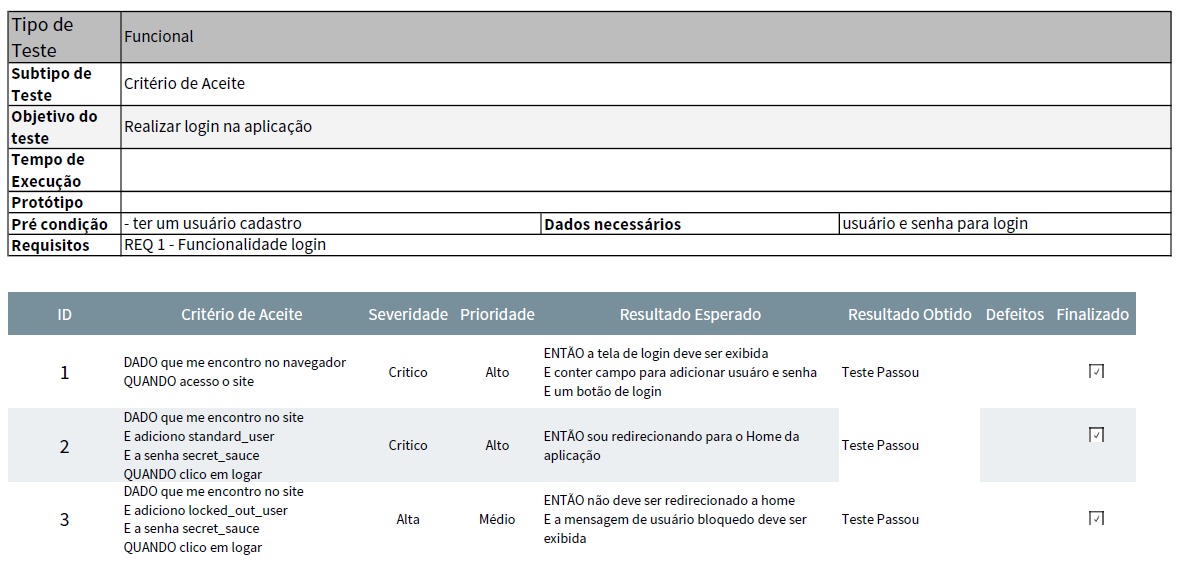 Tipo de
Teste
Funcional
Subtipo de
Teste
Critério de Aceite
Objetivo do
teste
Realizar login na aplicação
Tempo de
Execução
Protótipo
Pré condição
- ter um usuário cadastro
Dados necessários
usuário e senha para login
Requisitos
REQ 1 - Funcionalidade login
ID
Critério de Aceite
Severidade
Prioridade
Resultado Esperado
Resultado Obtido
Defeitos
Finalizado
1
DADO que me encontro no navegador
QUANDO acesso o site
Critico
Alto
ENTÃO a tela de login deve ser exibida
E conter campo para adicionar usuáro e senha
E um botão de login
Teste Passou
2
DADO que me encontro no site
E adiciono standard_user
E a senha secret_sauce
QUANDO clico em logar
Critico
Alto
ENTÃO sou redirecionando para o Home da
aplicação
Teste Passou
3
DADO que me encontro no site
E adiciono locked_out_user
E a senha secret_sauce
QUANDO clico em logar
Alta
Médio
ENTÃO não deve ser redirecionado a home
E a mensagem de usuário bloquedo deve ser
exibida
Teste Passou